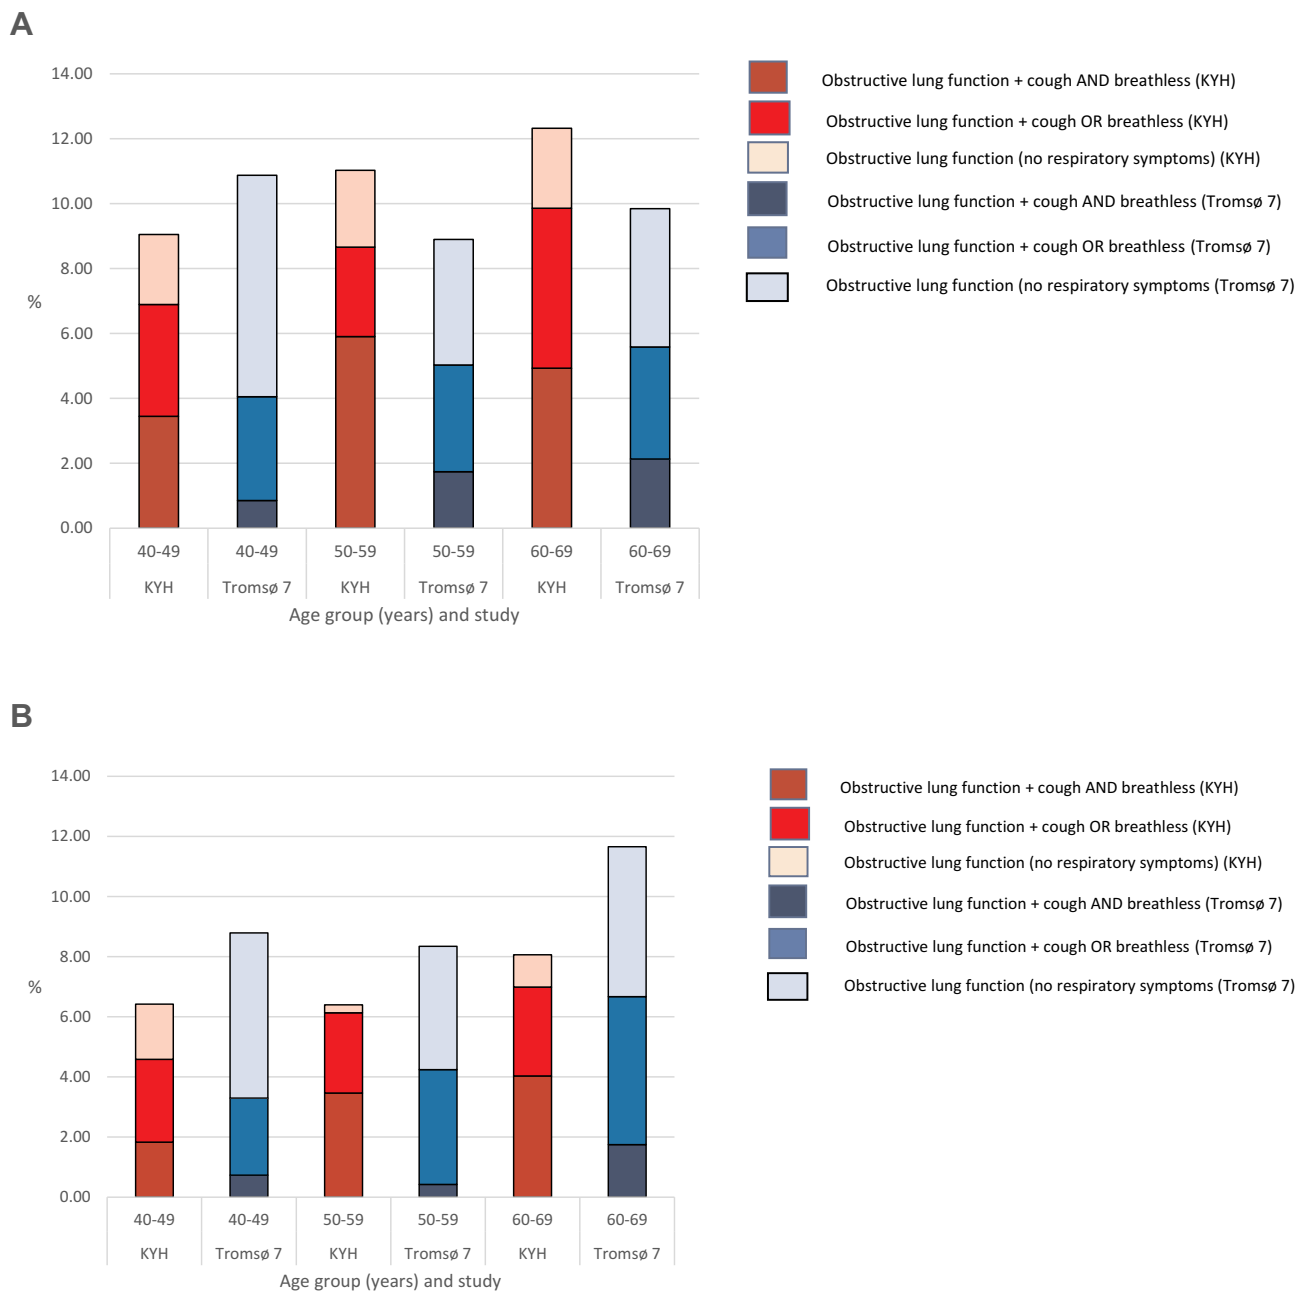 A
14.00
12.00
10.00
8.00
6.00
4.00
2.00
0.00
%
40-49 40-49 50-59 50-59 60-69 60-69
KYH Tromsø 7 KYH Tromsø 7 KYH Tromsø 7
Age group (years) and study
Obstructive lung function + cough AND breathless (KYH)
Obstructive lung function + cough OR breathless (KYH)
Obstructive lung function (no respiratory symptoms) (KYH)
Obstructive lung function + cough AND breathless (Tromsø 7)
Obstructive lung function + cough OR breathless (Tromsø 7)
Obstructive lung function (no respiratory symptoms (Tromsø 7)
B
14.00
12.00
10.00
8.00
6.00
4.00
2.00
0.00
%
40-49 40-49 50-59 50-59 60-69 60-69
KYH Tromsø 7 KYH Tromsø 7 KYH Tromsø 7
Age group (years) and study
Obstructive lung function + cough AND breathless (KYH)
Obstructive lung function + cough OR breathless (KYH)
Obstructive lung function (no respiratory symptoms) (KYH)
Obstructive lung function + cough AND breathless (Tromsø 7)
Obstructive lung function + cough OR breathless (Tromsø 7)
Obstructive lung function (no respiratory symptoms (Tromsø 7)